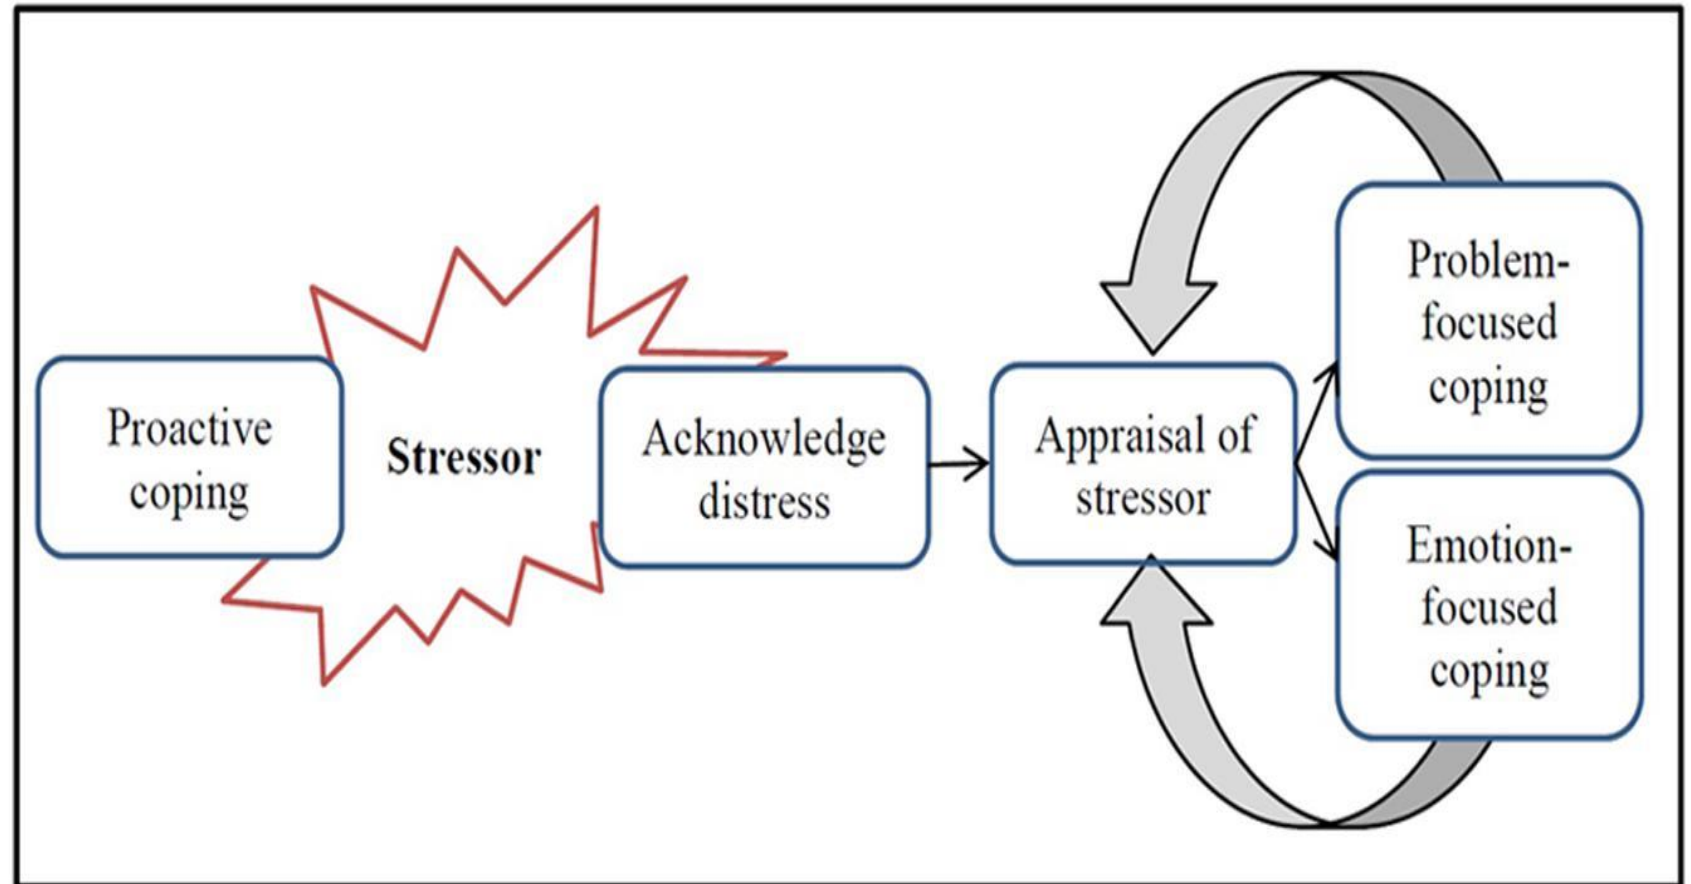 Proactive
coping
Stressor
Acknowledge
distress
Appraisal of
stressor
Problem-
focused
coping
Emotion-
focused
coping